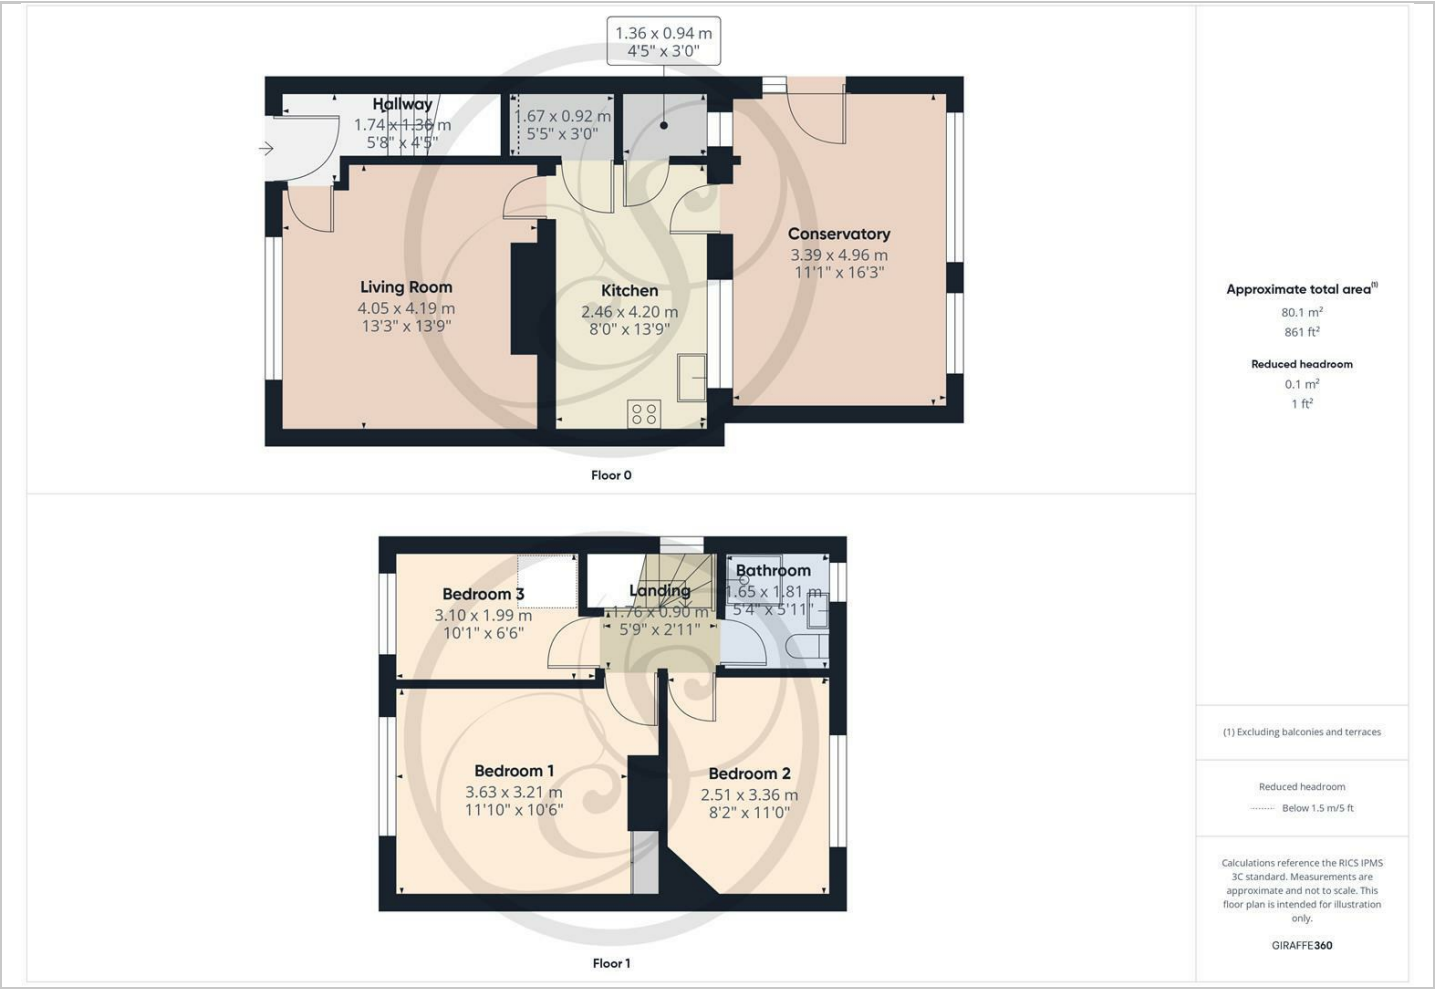 1.36 x 0.94 m
4'5" x 3'0"
Hallway
1.74 x 1.36 m
5'8" x 4'5"
1.67 x 0.92 m
5'5" x 3'0"
Living Room
4.05 x 4.19 m
13'3" x 13'9"
Kitchen
2.46 x 4.20 m
8'0" x 13'9"
Conservatory
3.39 x 4.96 m
11'1" x 16'3"
Floor 0
Bedroom 3
3.10 x 1.99 m
10'1" x 6'6"
Landing
1.76 x 0.90 m
5'9" x 2'11"
Bathroom
1.65 x 1.81 m
5'4" x 5'11"
Bedroom 1
3.63 x 3.21 m
11'10" x 10'6"
Bedroom 2
2.51 x 3.36 m
8'2" x 11'0"
Floor 1
Approximate total area(1)
80.1 m²
861 ft²
Reduced headroom
0.1 m²
1 ft²
(1) Excluding balconies and terraces
Reduced headroom
Below 1.5 m/5 ft
Calculations reference the RICS IPMS
3C standard. Measurements are
approximate and not to scale. This
floor plan is intended for illustration
only.
GIRAFFE360